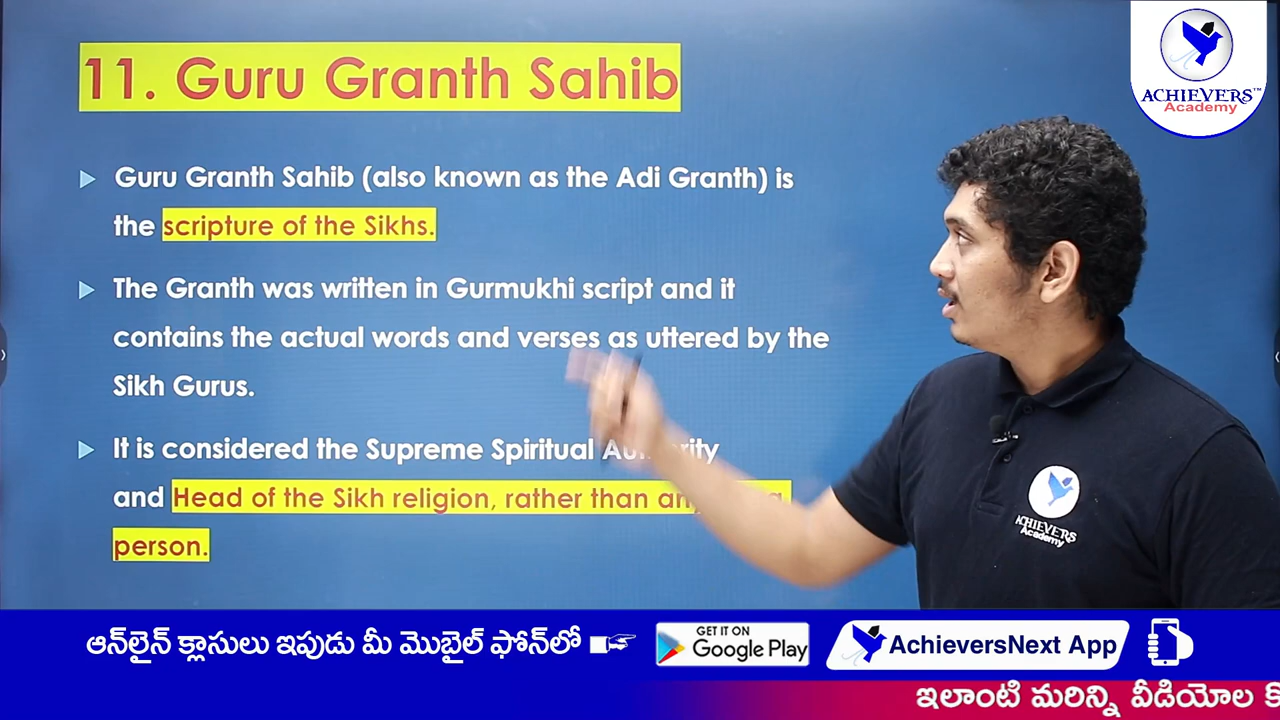 11. Guru Granth Sahib
Guru Granth Sahib (also known as the Adi Granth) is
the scripture of the Sikhs.
The Granth was written in Gurmukhi script and it
contains the actual words and verses as uttered by the
Sikh Gurus.
It is considered the Supreme Spiritual
and Head of the Sikh religion, rather than
person.
ACHIEVERS™
Academy
ACHIEVERS
Academy
ఆన్‌లైన్ క్లాసులు ఇపుడు మీ మొబైల్ ఫోన్‌లో
GET IT ON
Google Play
AchieversNext App
ఇలాంటి మరిన్ని వీడియోల